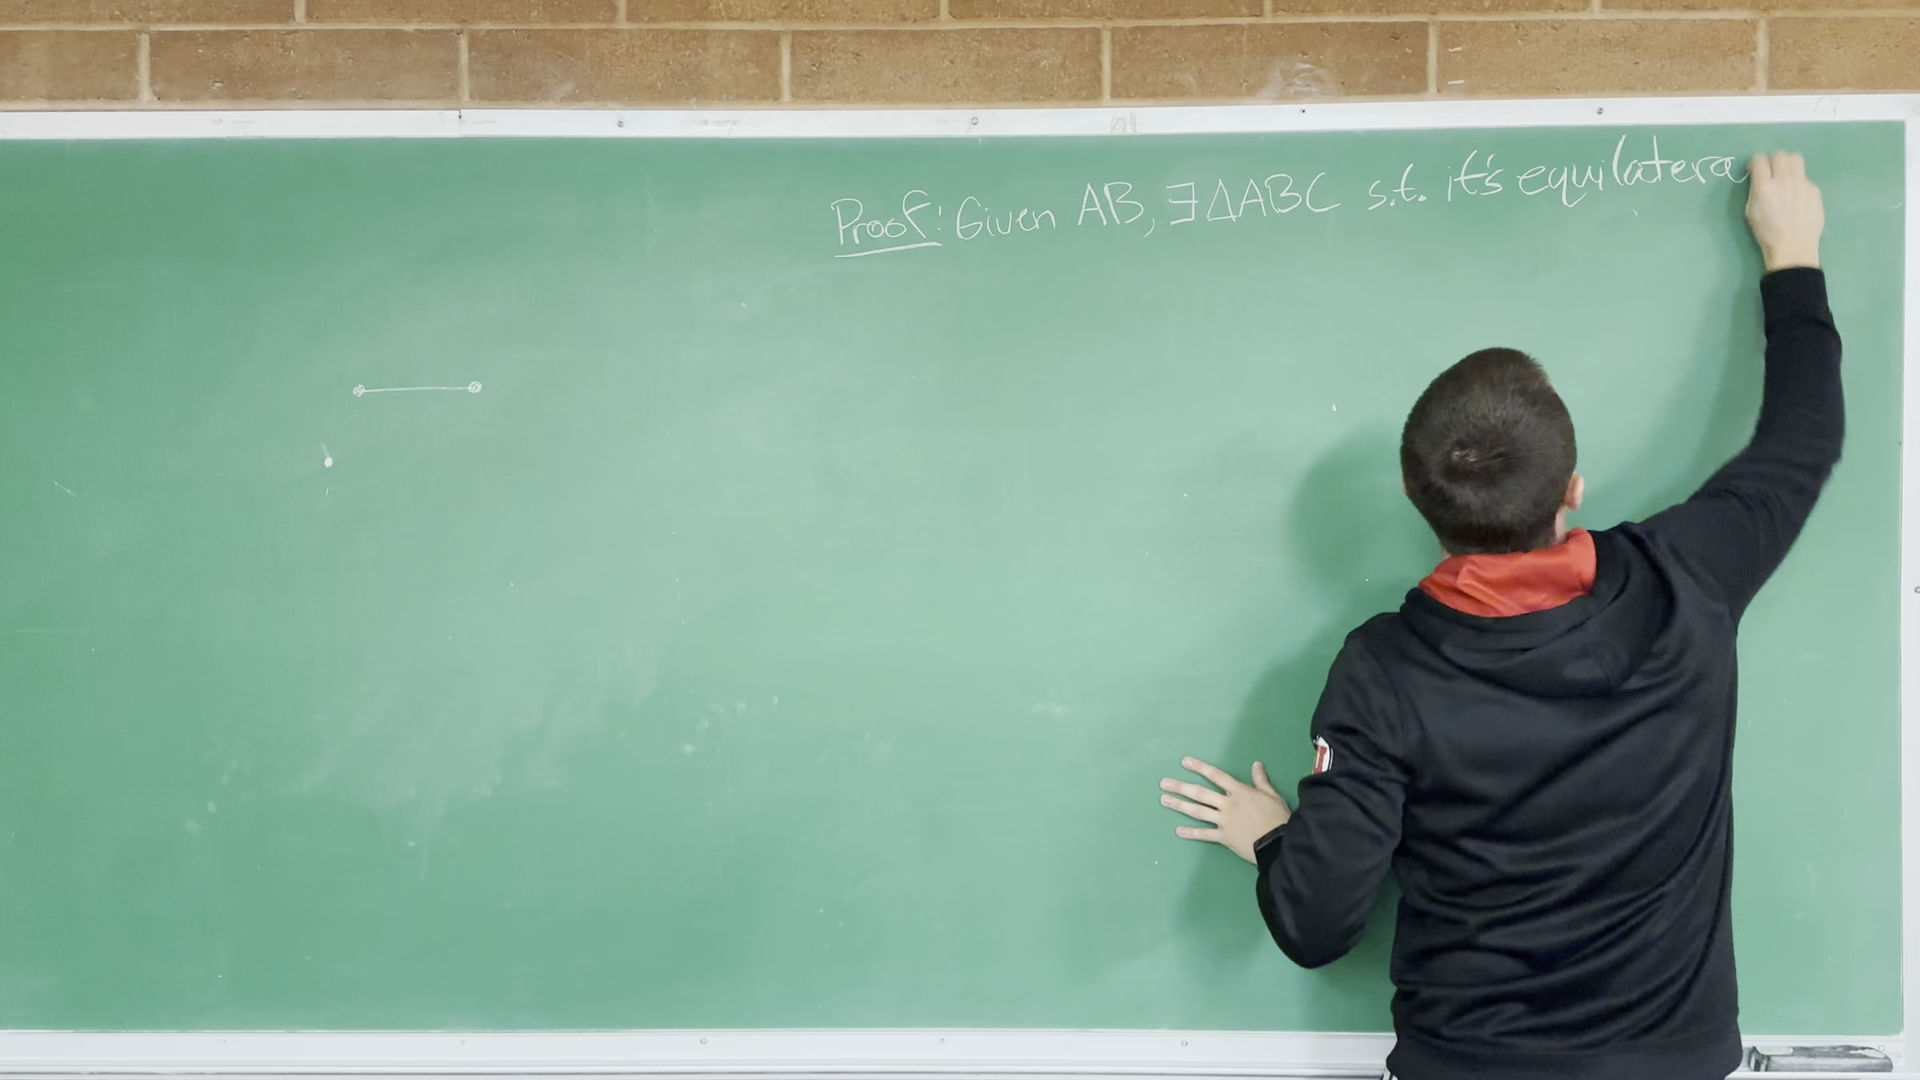 Proof: Given AB, ∃ ΔABC s.t. it's equilatera